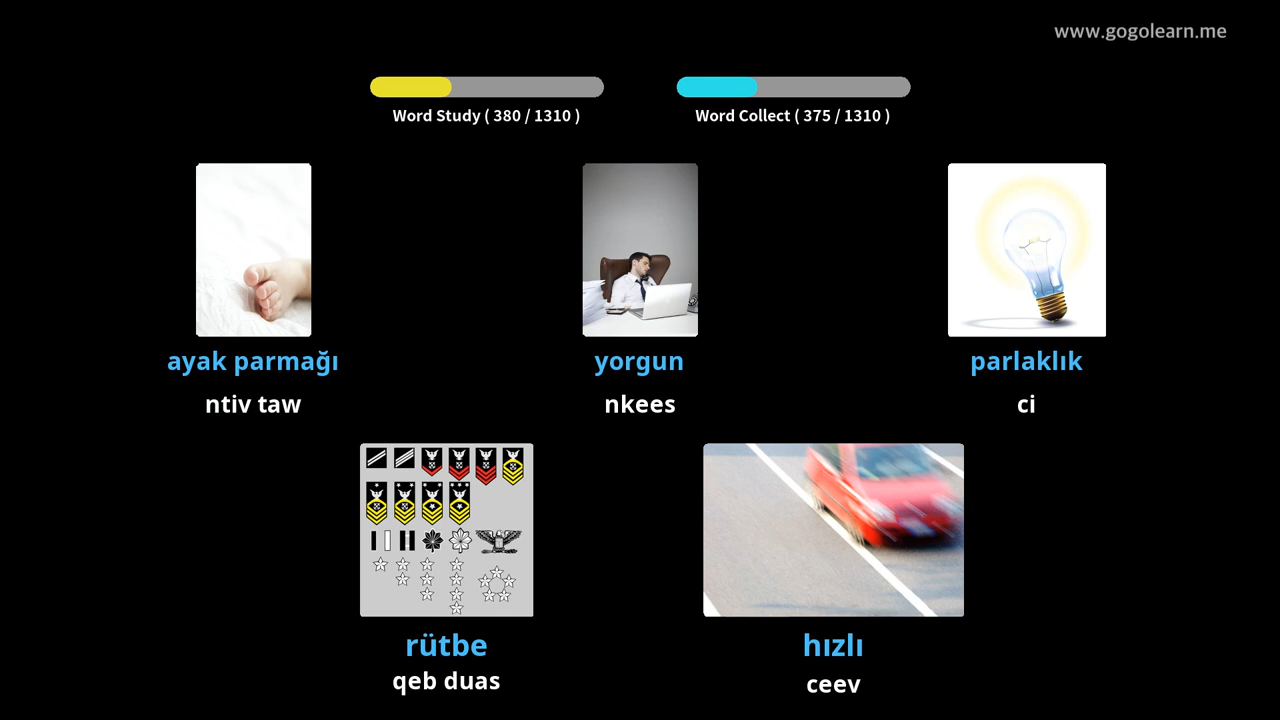 www.gogolearn.me
Word Study ( 380 / 1310 )
Word Collect ( 375 / 1310 )
ayak parmağı
ntiv taw
yorgun
nkees
parlaklık
ci
rütbe
qeb duas
hızlı
ceev